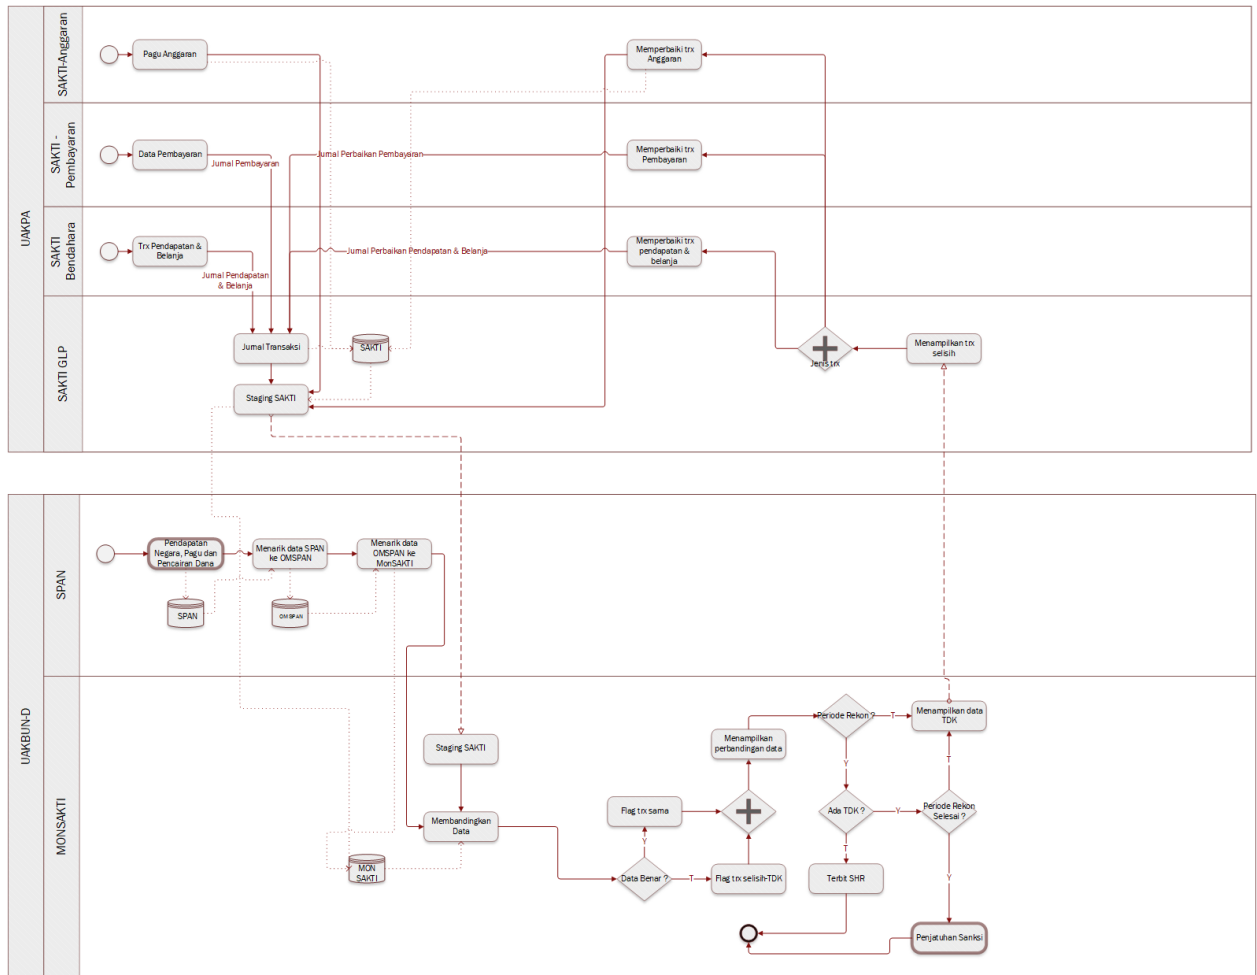 UAKPA
SAKTI-Anggaran
Pagu Anggaran
Memperbaiki trx
Anggaran
SAKTI -
Pembayaran
Data Pembayaran
Jurnal Pembayaran
Jurnal Perbaikan Pembayaran
Memperbaiki trx
Pembayaran
SAKTI
Bendahara
Trx Pendapatan &
Belanja
Jurnal Pendapatan
& Belanja
Jurnal Perbaikan Pendapatan & Belanja
Memperbaiki trx
pendapatan &
belanja
SAKTI GLP
Jurnal Transaksi
SAKTI
Staging SAKTI
Jenis trx
Menampilkan trx
selisih
UAKBUN-D
SPAN
Pendapatan
Negara, Pagu dan
Pencairan Dana
Menarik data SPAN
ke OMSPAN
Menarik data
OMSPAN ke
MonSAKTI
SPAN
OMSPAN
MONSAKTI
Staging SAKTI
Membandingkan
Data
MON
SAKTI
Data Benar ?
Y
T
Flag trx sama
Flag trx selisih-TDK
Menampilkan
perbandingan data
Periode Rekon ?
T
Y
Menampilkan data
TDK
Ada TDK ?
Y
T
Periode Rekon
Selesai ?
T
Y
Terbit SHR
Penjatuhan Sanksi